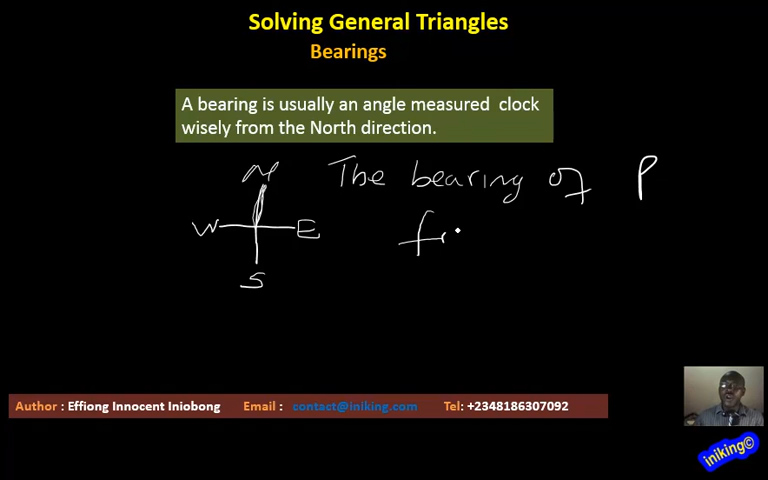 Solving General Triangles
Bearings
A bearing is usually an angle measured clock
wisely from the North direction.
N The bearing of P
W E fr
S
Author : Effiong Innocent Iniobong Email : contact@iniking.com Tel: +2348186307092
iniking©